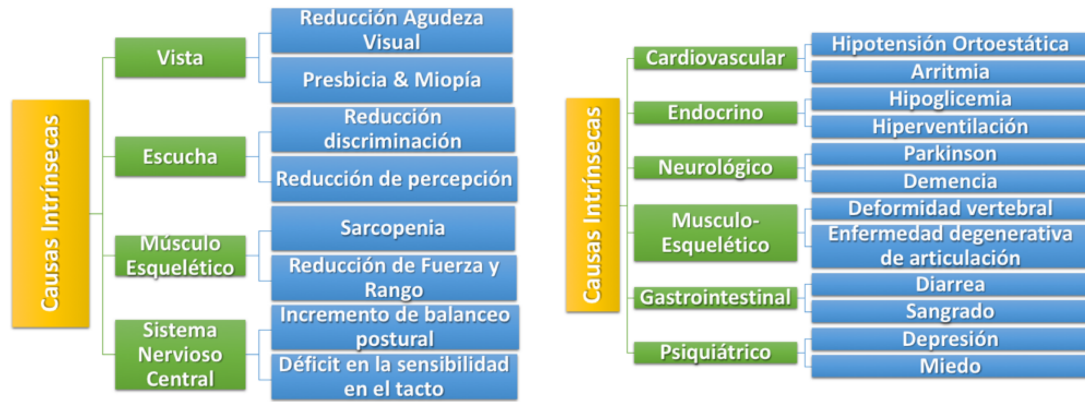 Causas Intrínsecas
Vista
Reducción Agudeza
Visual
Presbicia & Miopía
Escucha
Reducción
discriminación
Reducción de percepción
Músculo
Esquelético
Sarcopenia
Reducción de Fuerza y
Rango
Sistema
Nervioso
Central
Incremento de balanceo
postural
Déficit en la sensibilidad
en el tacto
Causas Intrínsecas
Cardiovascular
Hipotensión Ortoestática
Arritmia
Endocrino
Hipoglicemia
Hiperventilación
Neurológico
Parkinson
Demencia
Musculo-
Esquelético
Deformidad vertebral
Enfermedad degenerativa
de articulación
Gastrointestinal
Diarrea
Sangrado
Psiquiátrico
Depresión
Miedo